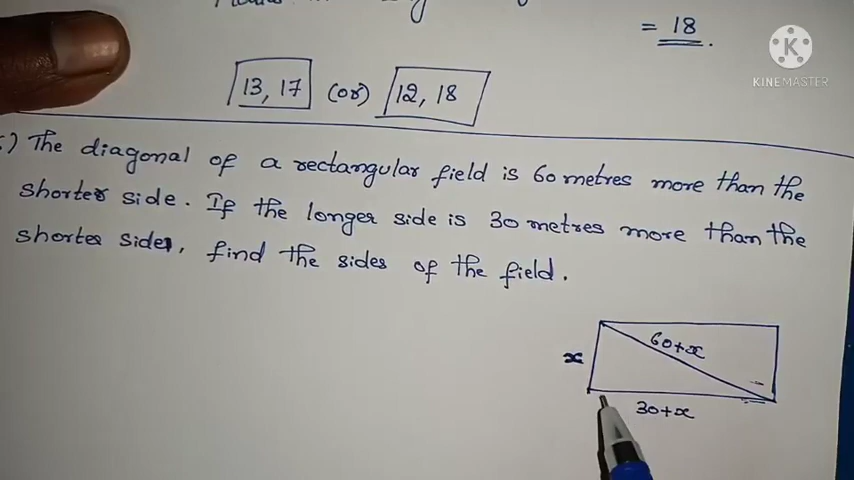 = 18.
K
KINEMASTER
13, 17 (or) 12, 18
) The diagonal of a rectangular field is 60 metres more than the
shorter side. If the longer side is 30 metres more than the
shorter side, find the sides of the field.
60+x
x
30+x